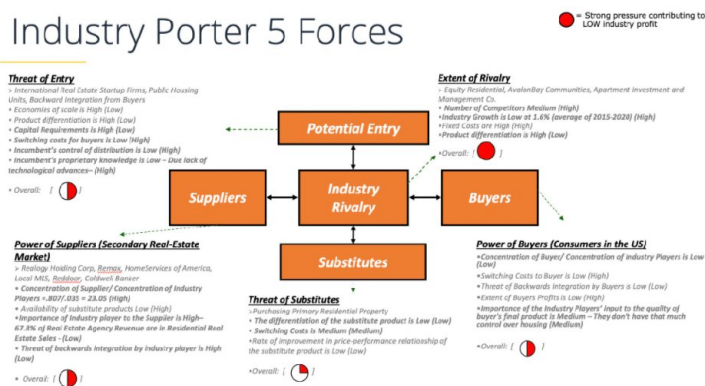 Industry Porter 5 Forces
= Strong pressure contributing to
LOW industry profit
Threat of Entry
> International Real Estate Startup Firms, Public Housing
Units, Backward Integration from Buyers
• Economies of scale is High (Low)
• Product differentiation is High (Low)
• Capital Requirements is High (Low)
• Switching costs for buyers is Low (High)
• Incumbent's control of distribution is Low (High)
• Incumbent's proprietary knowledge is Low – Due lack of
technological advances– (High)
• Overall: [ ]
Extent of Rivalry
> Equity Residential, AvalonBay Communities, Apartment Investment and
Management Co.
• Number of Competitors Medium (High)
•Industry Growth is Low at 1.6% (average of 2015-2020) (High)
•Fixed Costs are High (High)
•Product differentiation is High (Low)
•Overall: [ ]
Potential Entry
Suppliers
Industry
Rivalry
Buyers
Substitutes
Power of Suppliers (Secondary Real-Estate
Market)
> Realogy Holding Corp, Remax, HomeServices of America,
Local MLS, Reddoor, Coldwell Banker
• Concentration of Supplier/ Concentration of Industry
Players =.807/.035 = 23.05 (High)
• Availability of substitute products Low (High)
•Importance of Industry player to the Supplier is High–
67.8% of Real Estate Agency Revenue are in Residential Real
Estate Sales - (Low)
• Threat of backwards integration by industry player is High
(Low)
• Overall: [ ]
Threat of Substitutes
>Purchasing Primary Residential Property
• The differentiation of the substitute product is Low (Low)
• Switching Costs is Medium (Medium)
•Rate of improvement in price-performance relationship of
the substitute product is Low (Low)
•Overall: [ ]
Power of Buyers (Consumers in the US)
•Concentration of Buyer/ Concentration of Industry Players is Low
(Low)
•Switching Costs to Buyer is Low (High)
•Threat of Backwards Integration by Buyers is Low (Low)
•Extent of Buyers Profits is Low (High)
•Importance of the Industry Players' input to the quality of
buyer's final product is Medium – They don't have that much
control over housing (Medium)
•Overall: [ ]